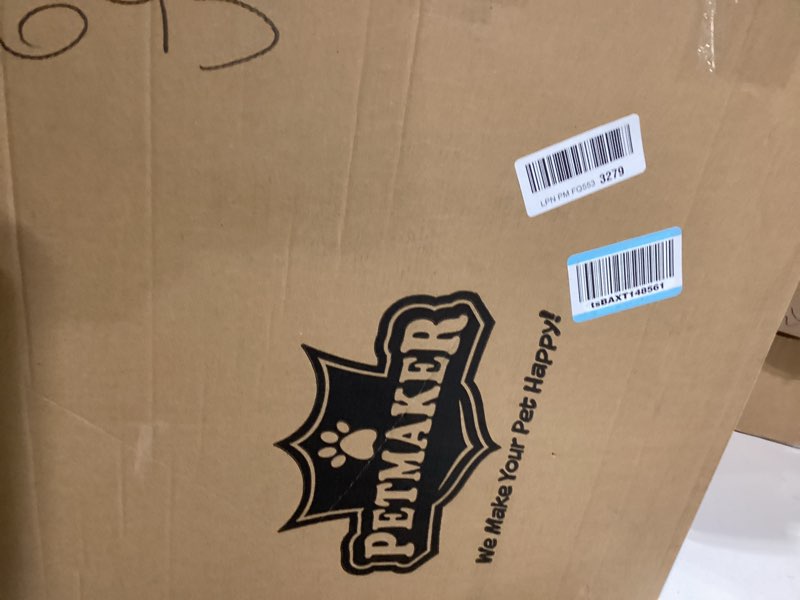 LPN PM FQ553 3279
tsBAXT148561
PETMAKER
We Make Your Pet Happy!